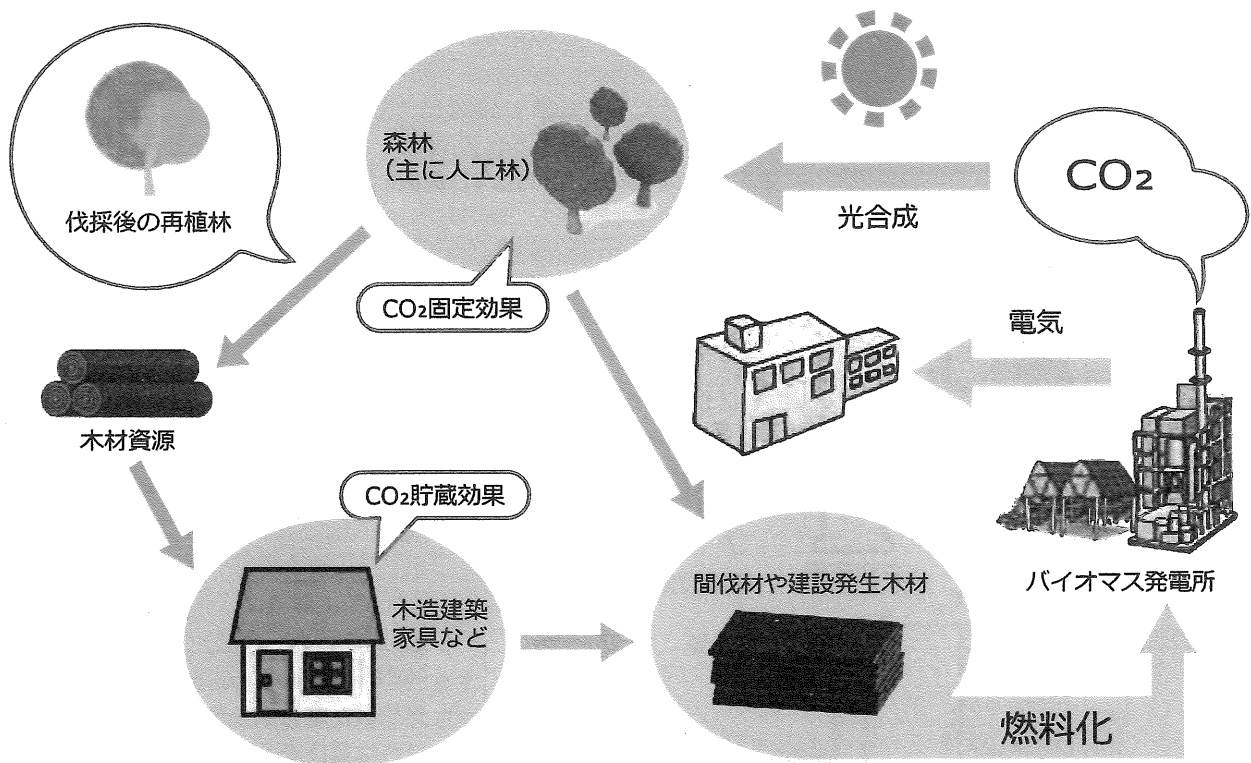 伐採後の再植林
森林
（主に人工林）
CO₂
光合成
CO₂固定効果
電気
木材資源
CO₂貯蔵効果
木造建築
家具など
間伐材や建設発生木材
バイオマス発電所
燃料化